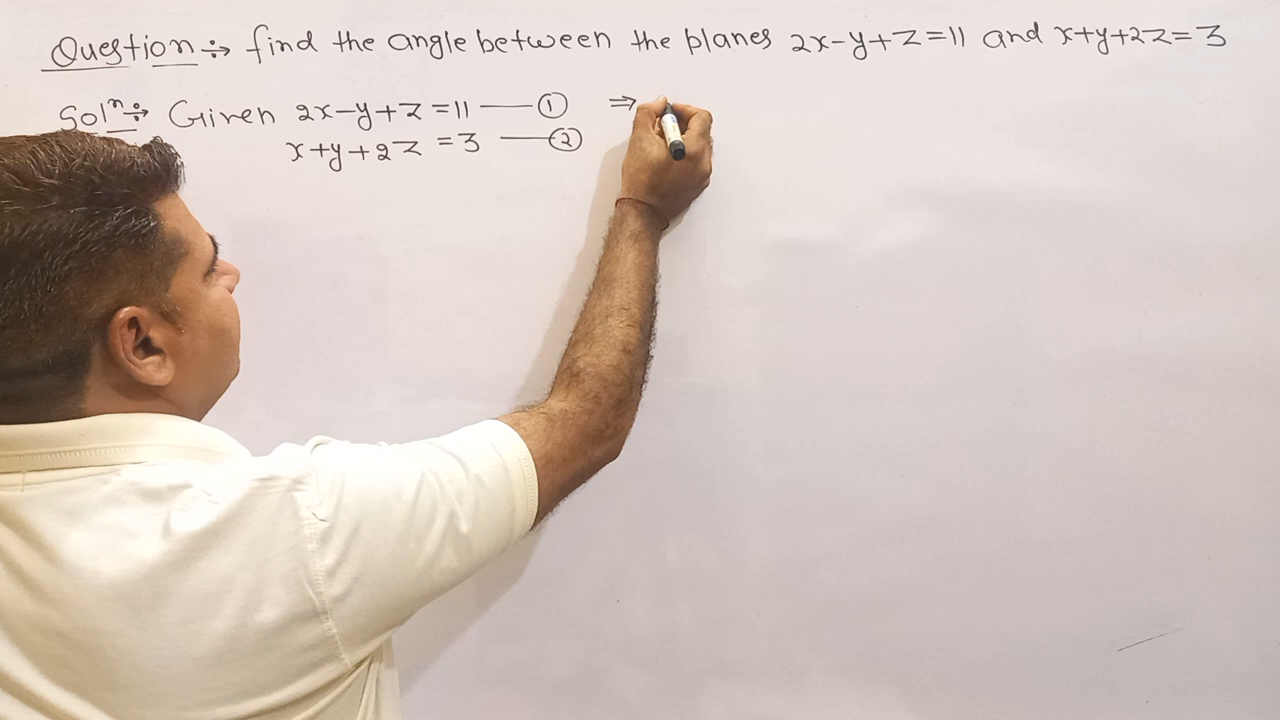 Question ÷> find the angle between the planes 2x-y+z=11 and x+y+2z=3
Solⁿ ÷> Given 2x-y+z=11 —— ①
x+y+2z=3 —— ②
⇒